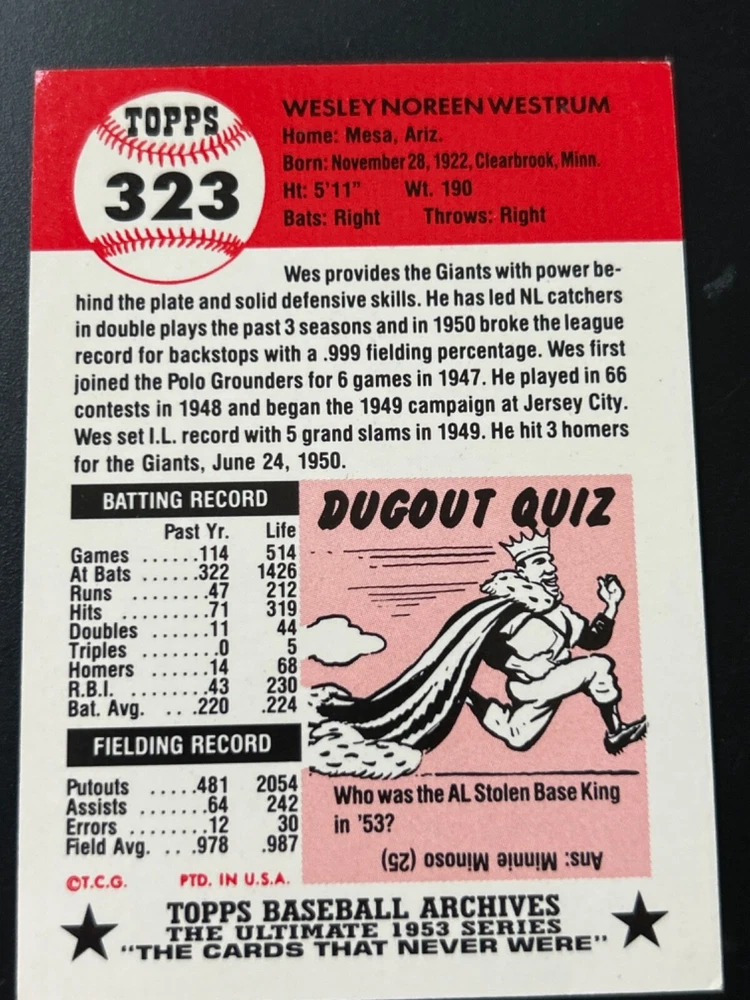 TOPPS
323
WESLEY NOREEN WESTRUM
Home: Mesa, Ariz.
Born: November 28, 1922, Clearbrook, Minn.
Ht: 5'11" Wt. 190
Bats: Right Throws: Right
Wes provides the Giants with power be-
hind the plate and solid defensive skills. He has led NL catchers
in double plays the past 3 seasons and in 1950 broke the league
record for backstops with a .999 fielding percentage. Wes first
joined the Polo Grounders for 6 games in 1947. He played in 66
contests in 1948 and began the 1949 campaign at Jersey City.
Wes set I.L. record with 5 grand slams in 1949. He hit 3 homers
for the Giants, June 24, 1950.
BATTING RECORD
Past Yr. Life
Games ......114 514
At Bats ......322 1426
Runs ........47 212
Hits .........71 319
Doubles ......11 44
Triples .......0 5
Homers ......14 68
R.B.I. ........43 230
Bat. Avg. . . .220 .224
FIELDING RECORD
Putouts .....481 2054
Assists ......64 242
Errors .......12 30
Field Avg. . . .978 .987
©T.C.G. PTD. IN U.S.A.
DUGOUT QUIZ
Who was the AL Stolen Base King
in '53?
Ans: Minnie Minoso (25)
TOPPS BASEBALL ARCHIVES
THE ULTIMATE 1953 SERIES
"THE CARDS THAT NEVER WERE"